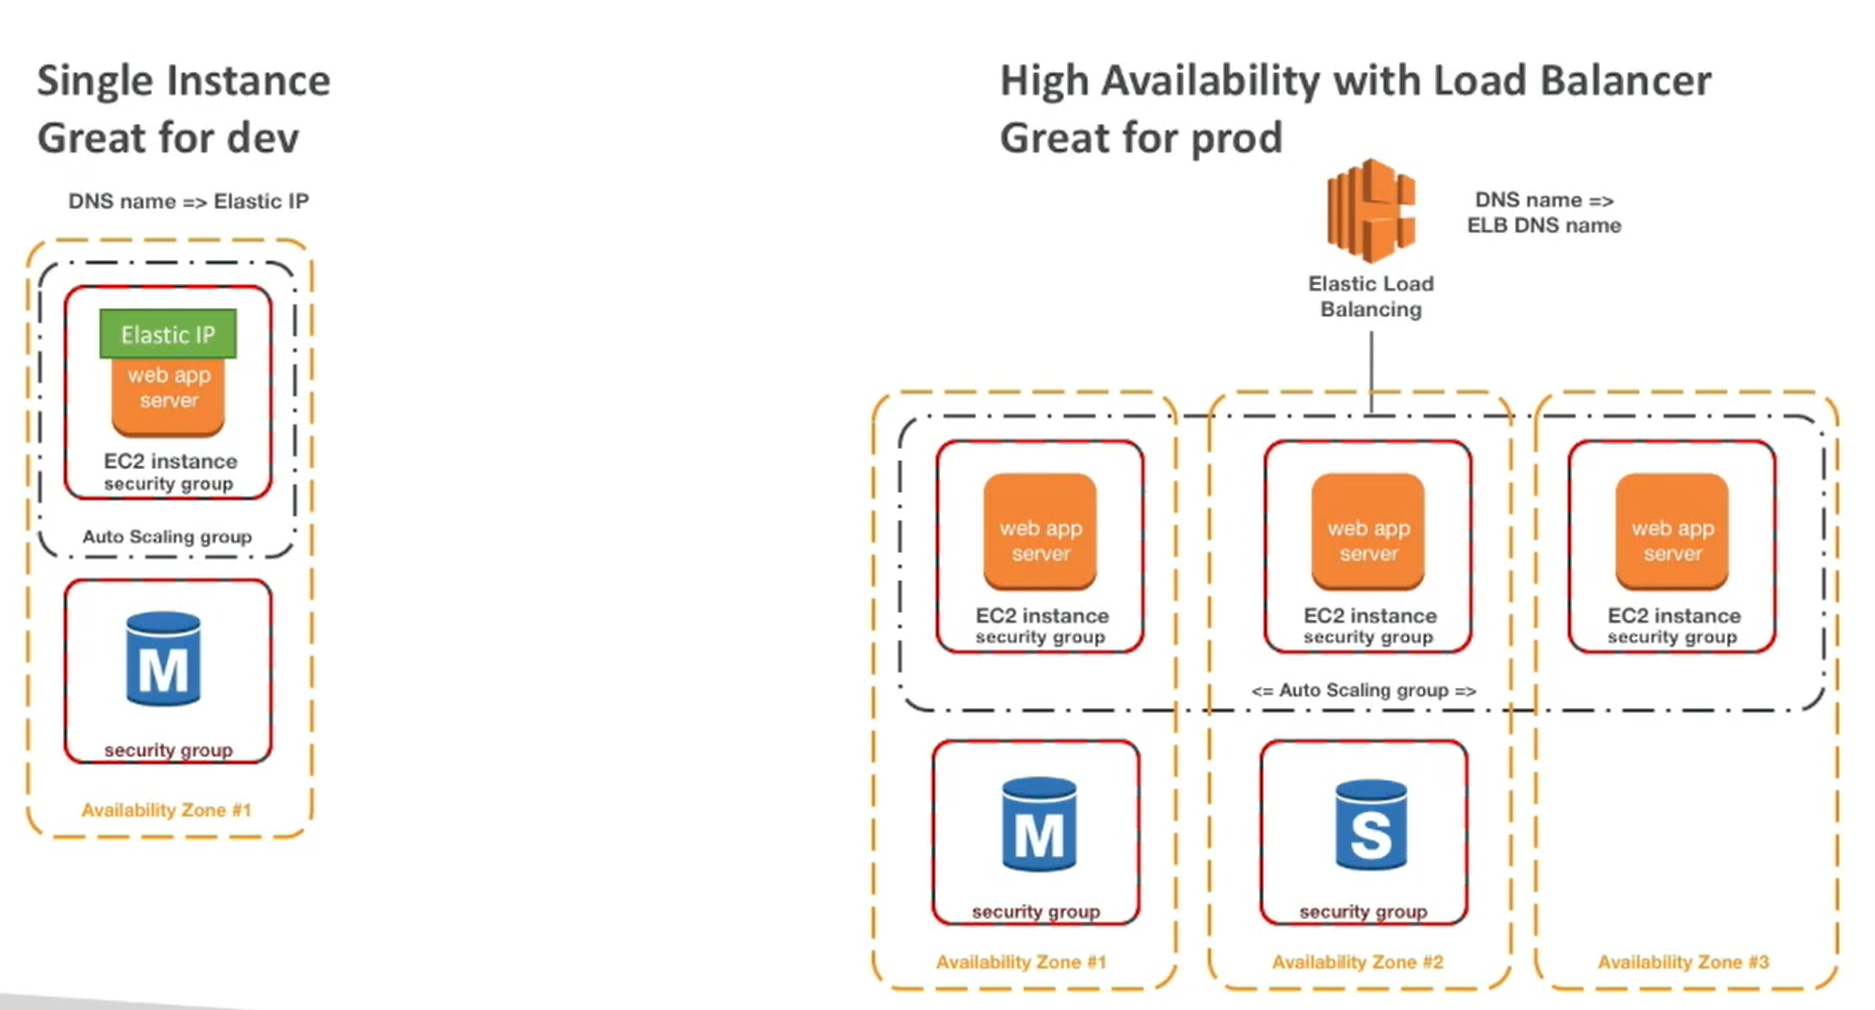 Single Instance
Great for dev
DNS name => Elastic IP
Elastic IP
web app
server
EC2 instance
security group
Auto Scaling group
M
security group
Availability Zone #1
High Availability with Load Balancer
Great for prod
DNS name =>
ELB DNS name
Elastic Load
Balancing
web app
server
EC2 instance
security group
web app
server
EC2 instance
security group
web app
server
EC2 instance
security group
<= Auto Scaling group =>
M
security group
S
security group
Availability Zone #1
Availability Zone #2
Availability Zone #3